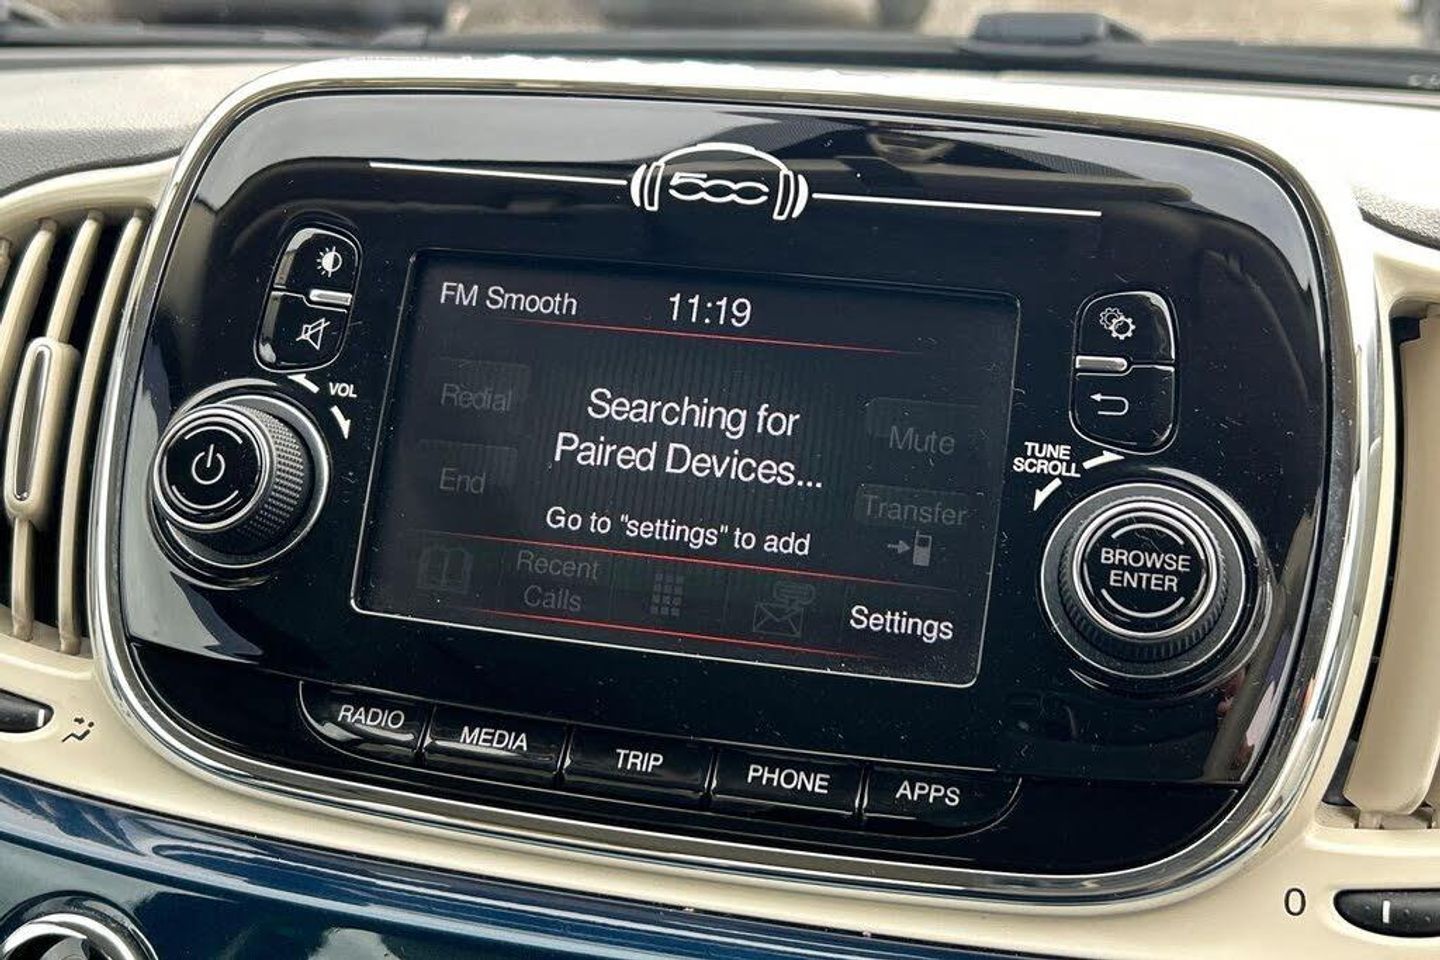 500
FM Smooth
11:19
VOL
Redial
Searching for
Paired Devices...
Mute
TUNE
SCROLL
End
Transfer
Go to "settings" to add
BROWSE
ENTER
Recent
Calls
Settings
RADIO
MEDIA
TRIP
PHONE
APPS
0